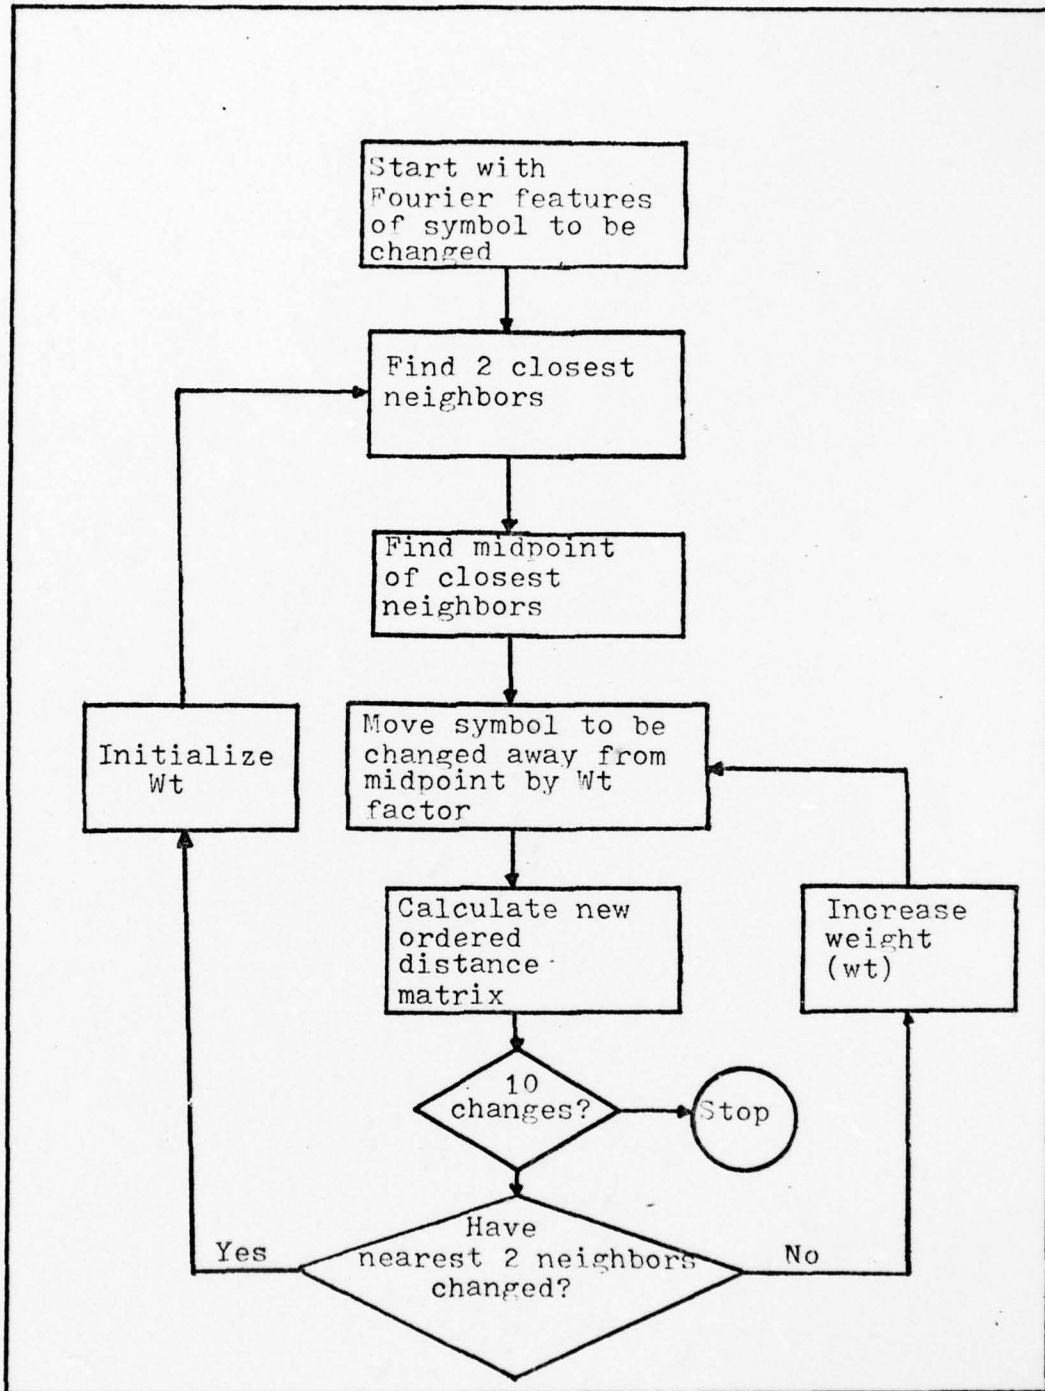 Start with
Fourier features
of symbol to be
changed
Find 2 closest
neighbors
Find midpoint
of closest
neighbors
Initialize
Wt
Move symbol to be
changed away from
midpoint by Wt
factor
Calculate new
ordered
distance
matrix
Increase
weight
(wt)
10
changes?
Stop
Have
nearest 2 neighbors
changed?
Yes
No